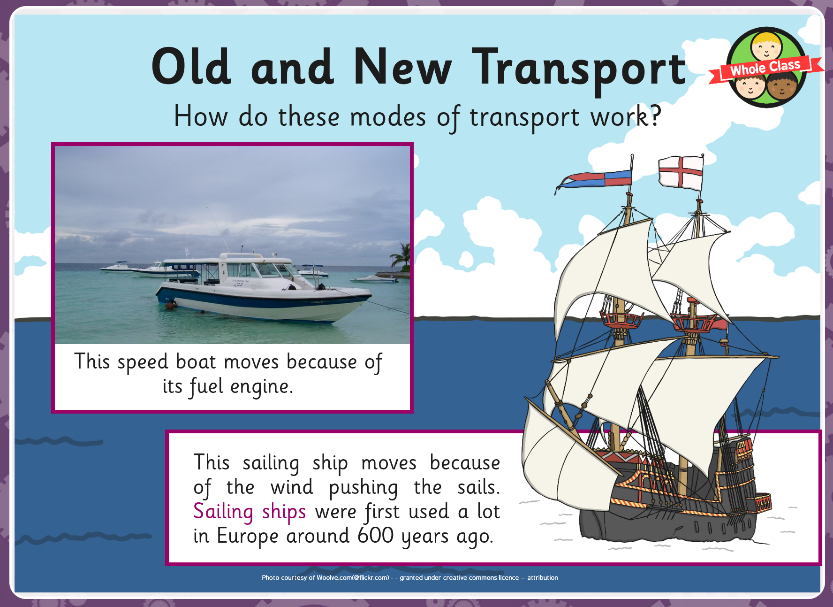 Old and New Transport
Whole Class
How do these modes of transport work?
This speed boat moves because of
its fuel engine.
This sailing ship moves because
of the wind pushing the sails.
Sailing ships were first used a lot
in Europe around 600 years ago.
Photo courtesy of Woolve.com(@flickr.com) - granted under creative commons licence – attribution